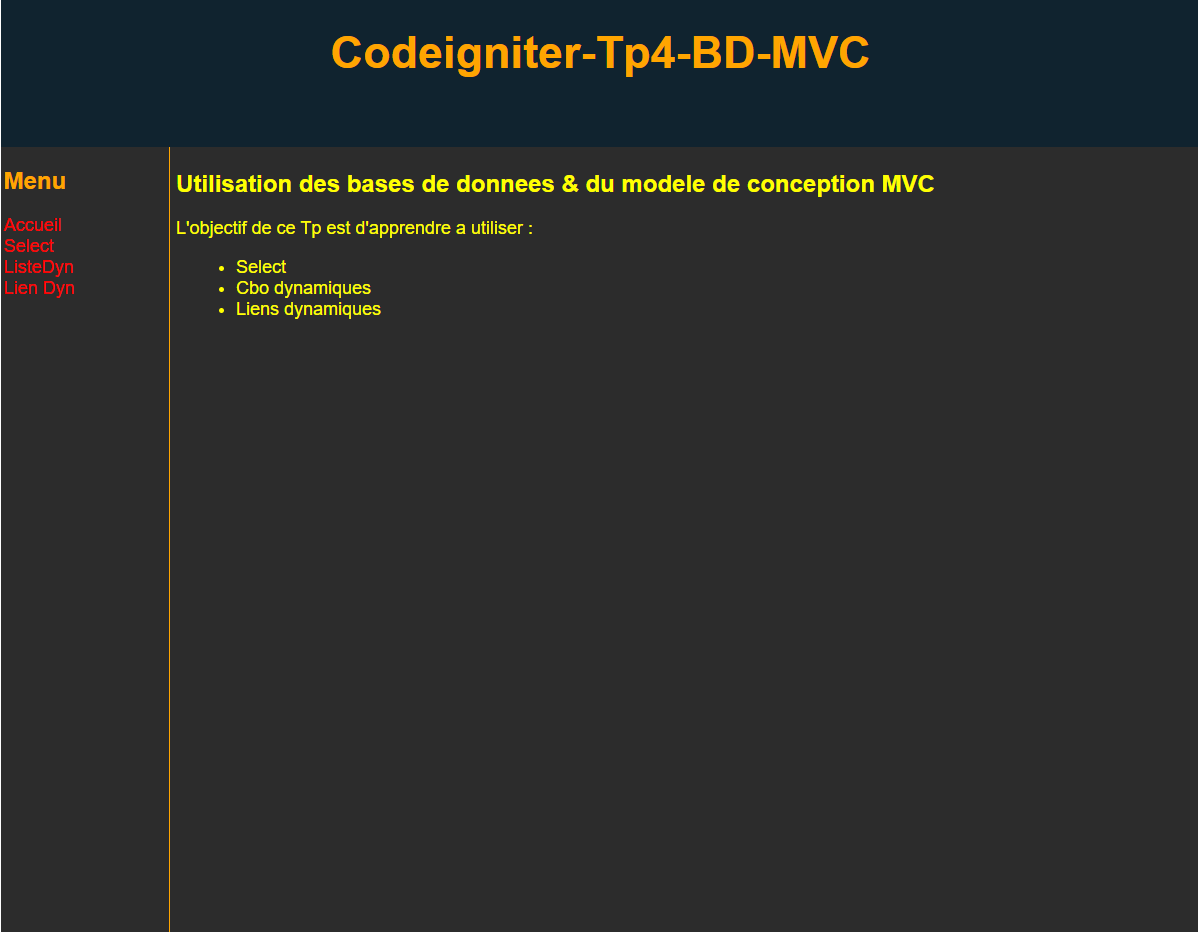 Codeigniter-Tp4-BD-MVC
Menu
Accueil
Select
ListeDyn
Lien Dyn
Utilisation des bases de donnees & du modele de conception MVC
L'objectif de ce Tp est d'apprendre a utiliser :
Select
Cbo dynamiques
Liens dynamiques